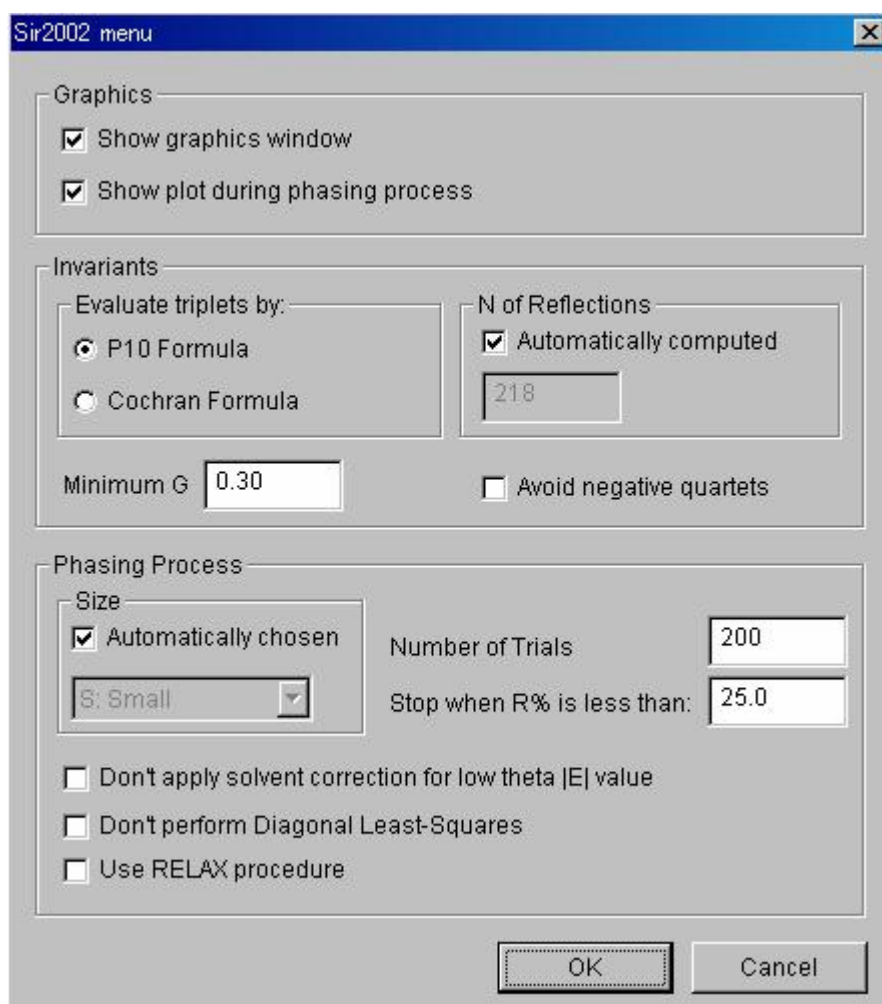 Sir2002 menu
Graphics
Show graphics window
Show plot during phasing process
Invariants
Evaluate triplets by:
P10 Formula
Cochran Formula
N of Reflections
Automatically computed
218
Minimum G 0.30
Avoid negative quartets
Phasing Process
Size
Automatically chosen
S: Small
Number of Trials 200
Stop when R% is less than: 25.0
Don't apply solvent correction for low theta |E| value
Don't perform Diagonal Least-Squares
Use RELAX procedure
OK Cancel